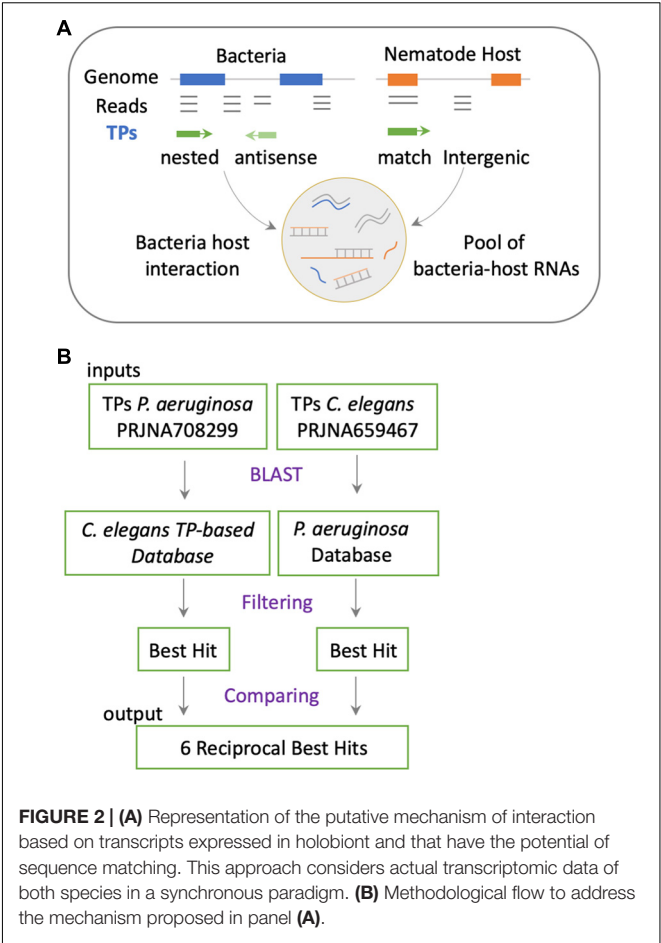 A
Bacteria
Nematode Host
Genome
Reads
TPs
nested antisense
match Intergenic
Bacteria host
interaction
Pool of
bacteria-host RNAs
B
inputs
TPs P. aeruginosa
PRJNA708299
TPs C. elegans
PRJNA659467
BLAST
C. elegans TP-based
Database
P. aeruginosa
Database
Filtering
Best Hit
Best Hit
Comparing
output
6 Reciprocal Best Hits
FIGURE 2 | (A) Representation of the putative mechanism of interaction
based on transcripts expressed in holobiont and that have the potential of
sequence matching. This approach considers actual transcriptomic data of
both species in a synchronous paradigm. (B) Methodological flow to address
the mechanism proposed in panel (A).